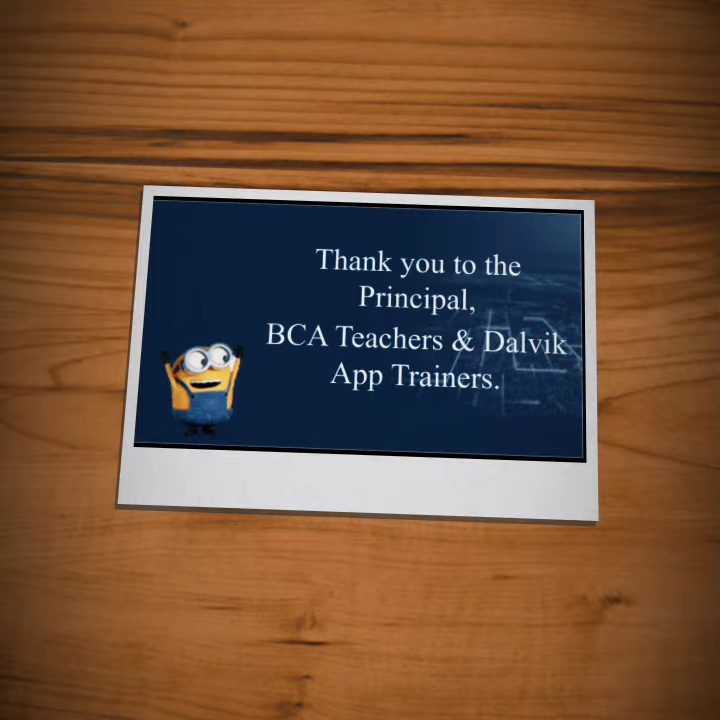 Thank you to the
Principal,
BCA Teachers & Dalvik
App Trainers.